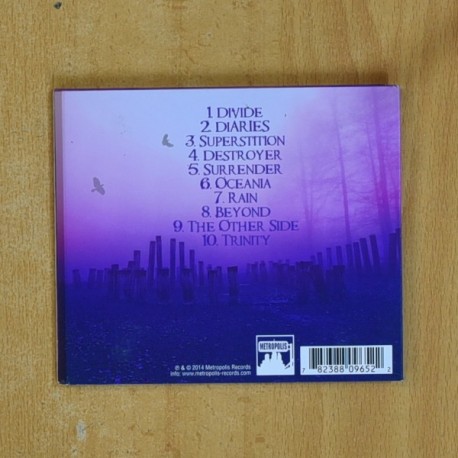 1. DIVIDE
2. DIARIES
3. SUPERSTITION
4. DESTROYER
5. SURRENDER
6. OCEANIA
7. RAIN
8. BEYOND
9. THE OTHER SIDE
10. TRINITY
METROPOLIS
℗ & © 2014 Metropolis Records
Info: www.metropolis-records.com
7 82388 09652 2